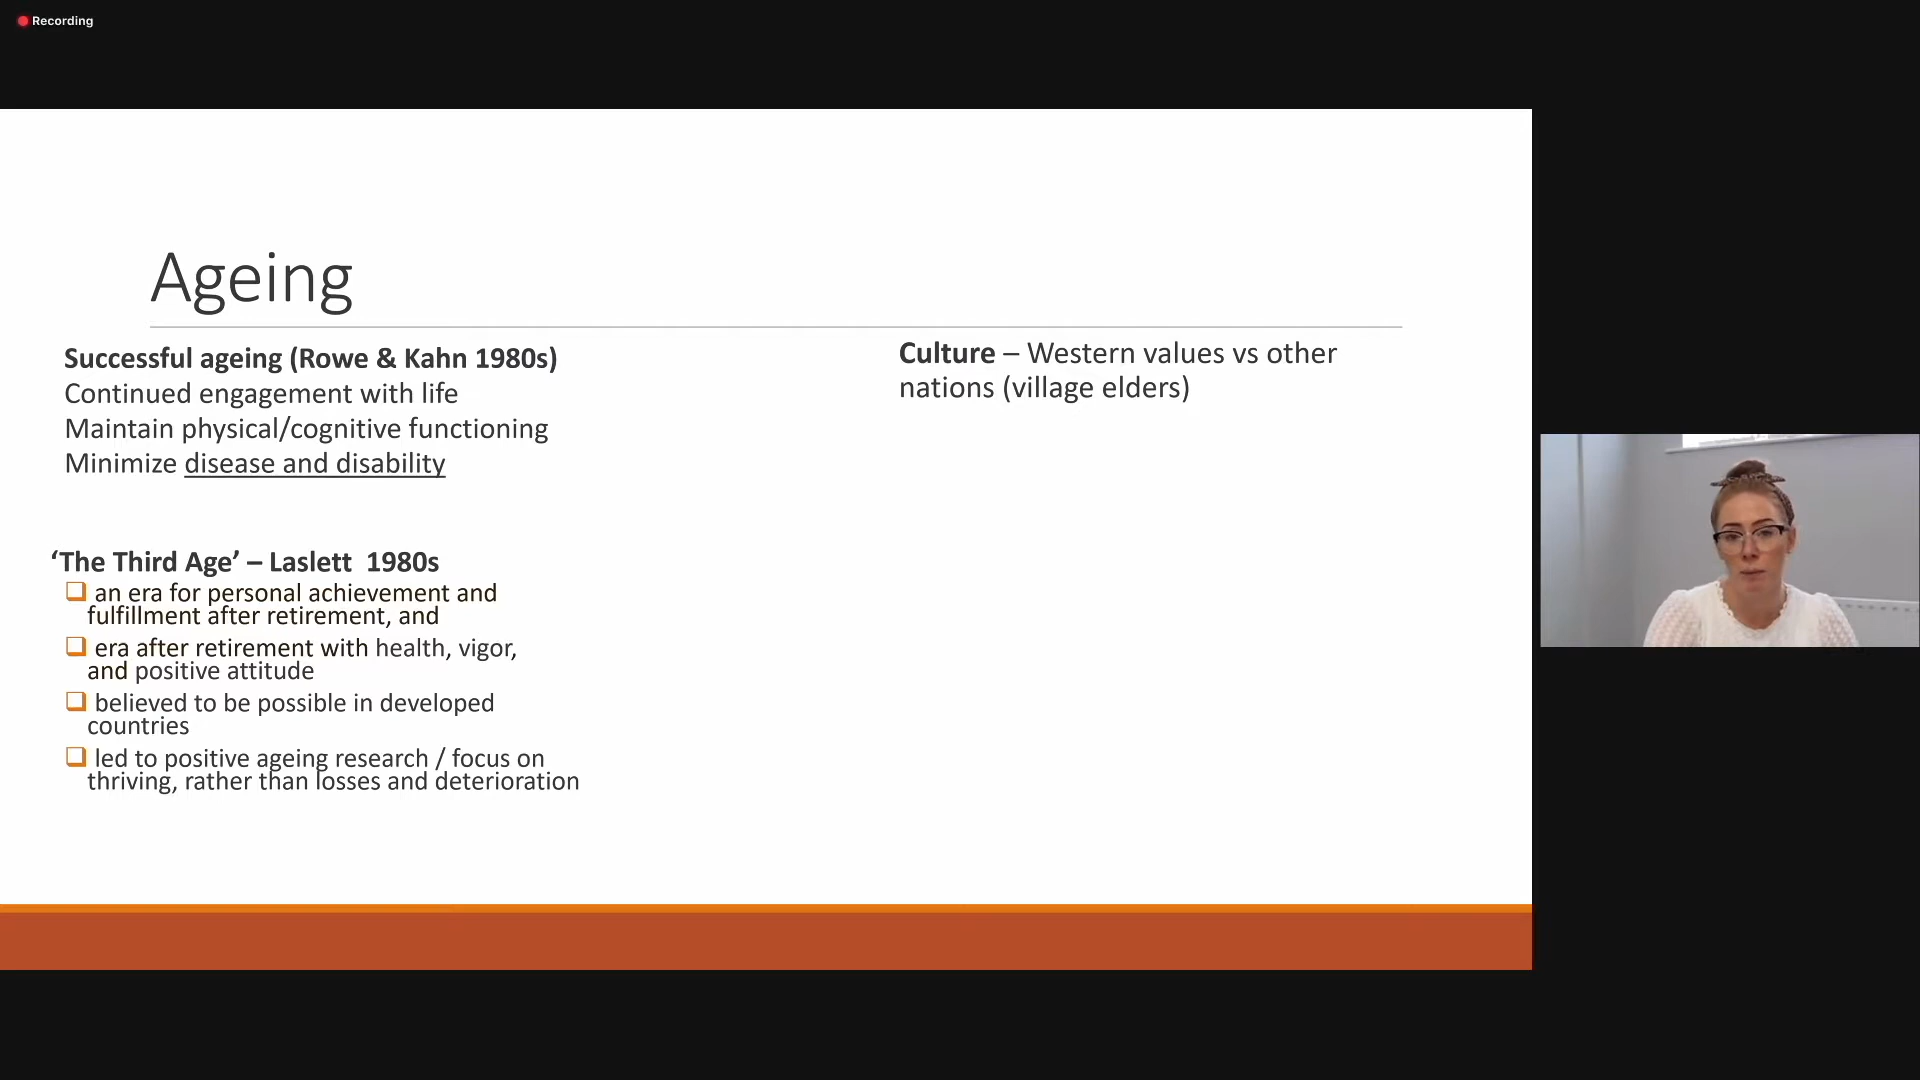 Recording
Ageing
Successful ageing (Rowe & Kahn 1980s)
Continued engagement with life
Maintain physical/cognitive functioning
Minimize disease and disability
‘The Third Age’ – Laslett 1980s
an era for personal achievement and
fulfillment after retirement, and
era after retirement with health, vigor,
and positive attitude
believed to be possible in developed
countries
led to positive ageing research / focus on
thriving, rather than losses and deterioration
Culture – Western values vs other
nations (village elders)